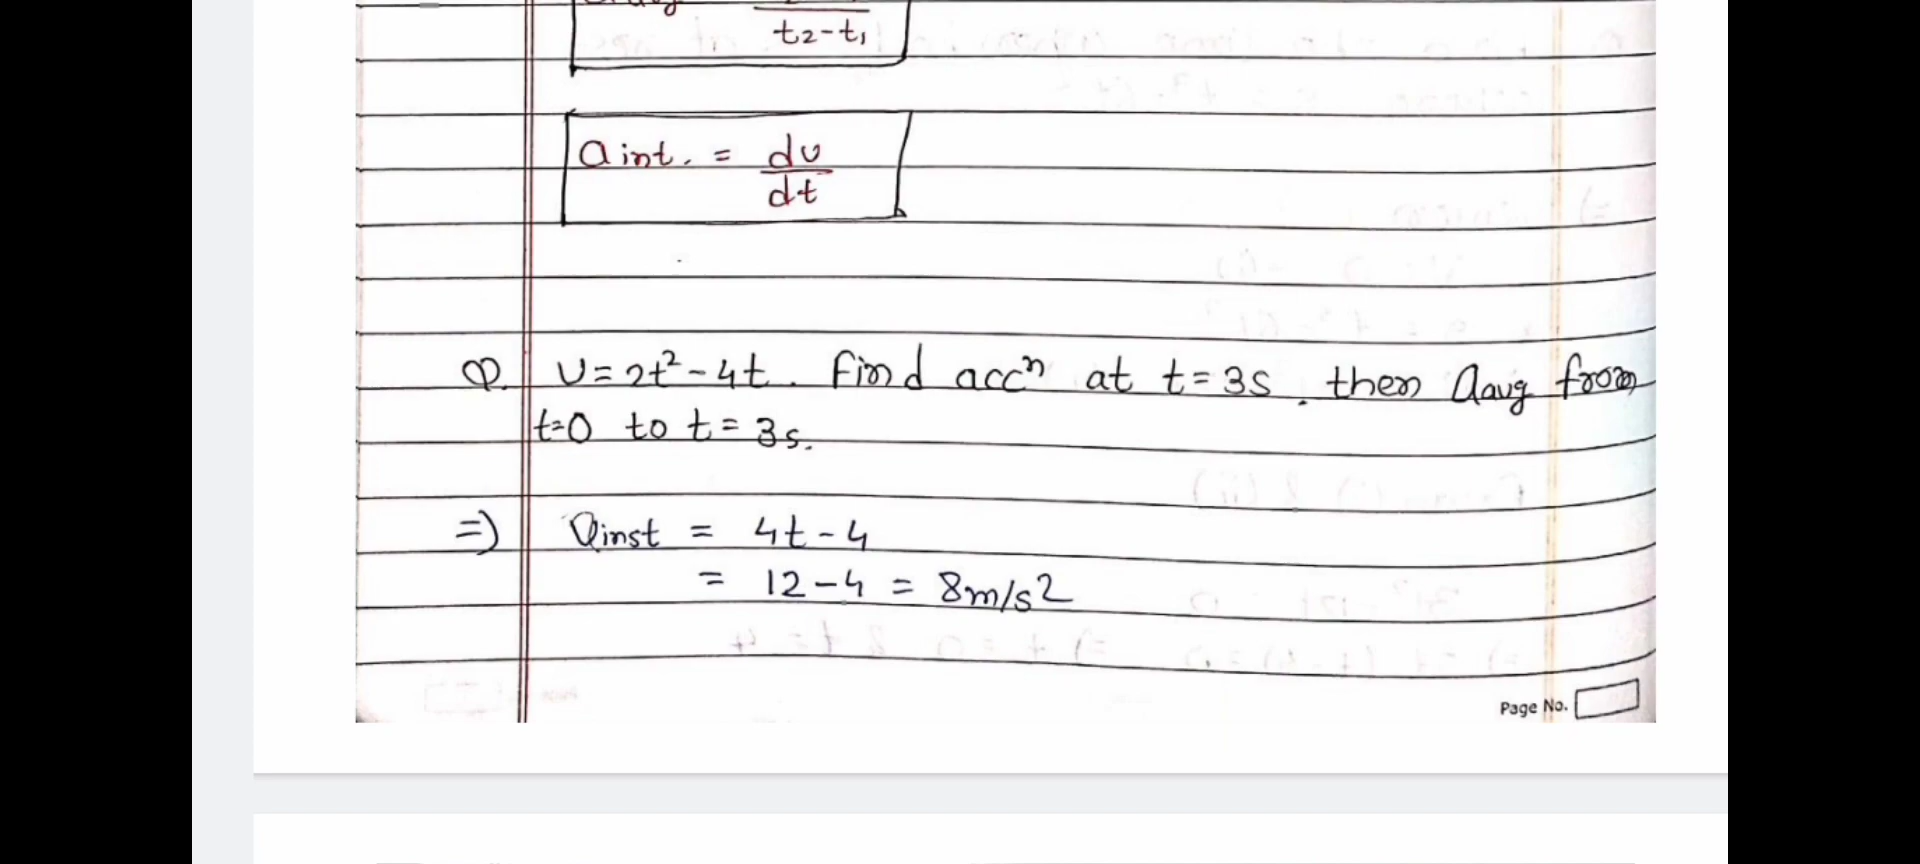 t₂-t₁
a int. = dv
dt
Q. v=2t²-4t. Find accⁿ at t=3s. then aavg from
t=0 to t=3s.
=) ainst = 4t-4
= 12-4 = 8m/s2
Page No.